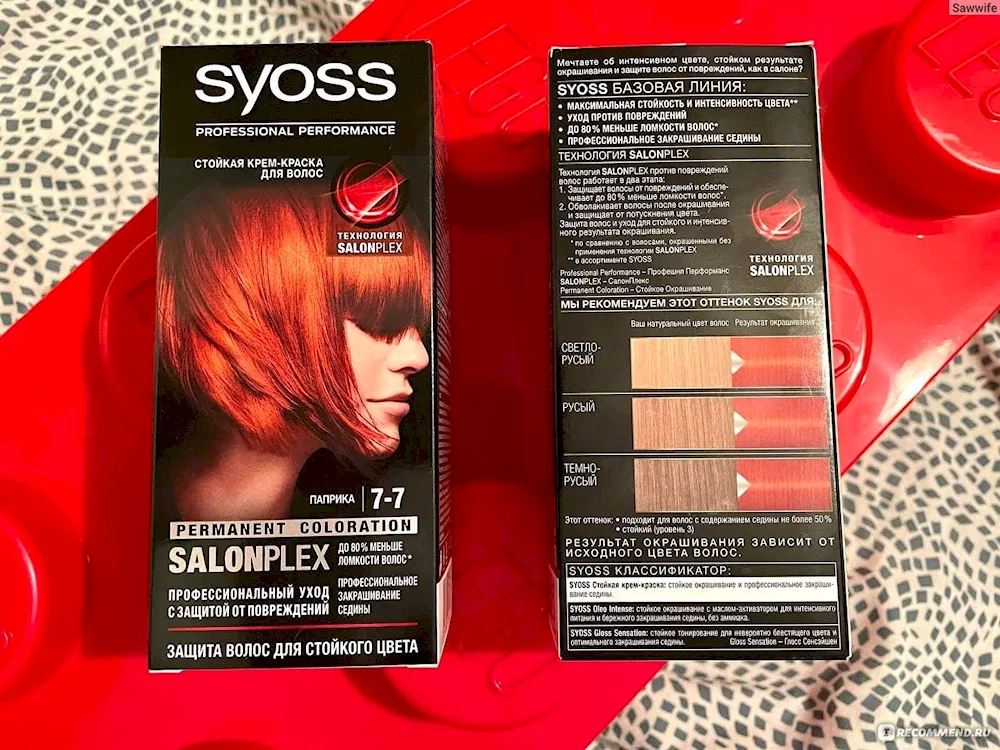 Sawwife
SYOSS
PROFESSIONAL PERFORMANCE
СТОЙКАЯ КРЕМ-КРАСКА
ДЛЯ ВОЛОС
ТЕХНОЛОГИЯ
SALONPLEX
ПАПРИКА 7-7
PERMANENT COLORATION
SALONPLEX
ДО 80% МЕНЬШЕ
ЛОМКОСТИ ВОЛОС*
ПРОФЕССИОНАЛЬНЫЙ УХОД
С ЗАЩИТОЙ ОТ ПОВРЕЖДЕНИЙ
ПРОФЕССИОНАЛЬНОЕ
ЗАКРАШИВАНИЕ
СЕДИНЫ
ЗАЩИТА ВОЛОС ДЛЯ СТОЙКОГО ЦВЕТА
Мечтаете об интенсивном цвете, стойком результате
окрашивания и защите волос от повреждений, как в салоне?
SYOSS БАЗОВАЯ ЛИНИЯ:
• МАКСИМАЛЬНАЯ СТОЙКОСТЬ И ИНТЕНСИВНОСТЬ ЦВЕТА**
• УХОД ПРОТИВ ПОВРЕЖДЕНИЙ
• ДО 80% МЕНЬШЕ ЛОМКОСТИ ВОЛОС*
• ПРОФЕССИОНАЛЬНОЕ ЗАКРАШИВАНИЕ СЕДИНЫ
ТЕХНОЛОГИЯ SALONPLEX
Технология SALONPLEX против повреждений
волос работает в два этапа:
1. Защищает волосы от повреждений и обеспе-
чивает до 80% меньше ломкости волос*.
2. Обволакивает волосы после окрашивания
и защищает от потускнения цвета.
Защита волос и уход для стойкого и интенсив-
ного результата окрашивания.
* по сравнению с волосами, окрашенными без
применения технологии SALONPLEX
** в ассортименте SYOSS
ТЕХНОЛОГИЯ
SALONPLEX
Professional Performance – Профешнл Перформанс
SALONPLEX – СалонПлекс
Permanent Coloration – Стойкое Окрашивание
МЫ РЕКОМЕНДУЕМ ЭТОТ ОТТЕНОК SYOSS ДЛЯ:
Ваш натуральный цвет волос Результат окрашивания
СВЕТЛО-
РУСЫЙ
РУСЫЙ
ТЕМНО-
РУСЫЙ
Этот оттенок: • подходит для волос с содержанием седины не более 50%
• стойкий (уровень 3)
РЕЗУЛЬТАТ ОКРАШИВАНИЯ ЗАВИСИТ ОТ
ИСХОДНОГО ЦВЕТА ВОЛОС.
SYOSS КЛАССИФИКАТОР:
SYOSS Стойкая крем-краска: стойкое окрашивание и профессиональное закраши-
вание седины.
SYOSS Oleo Intense: стойкое окрашивание с маслом-активатором для интенсивного
питания и бережного закрашивания седины, без аммиака.
SYOSS Gloss Sensation: стойкое тонирование для невероятно блестящего цвета и
оптимального закрашивания седины. Gloss Sensation – Глосс Сенсэйшен
RECOMMEND.RU